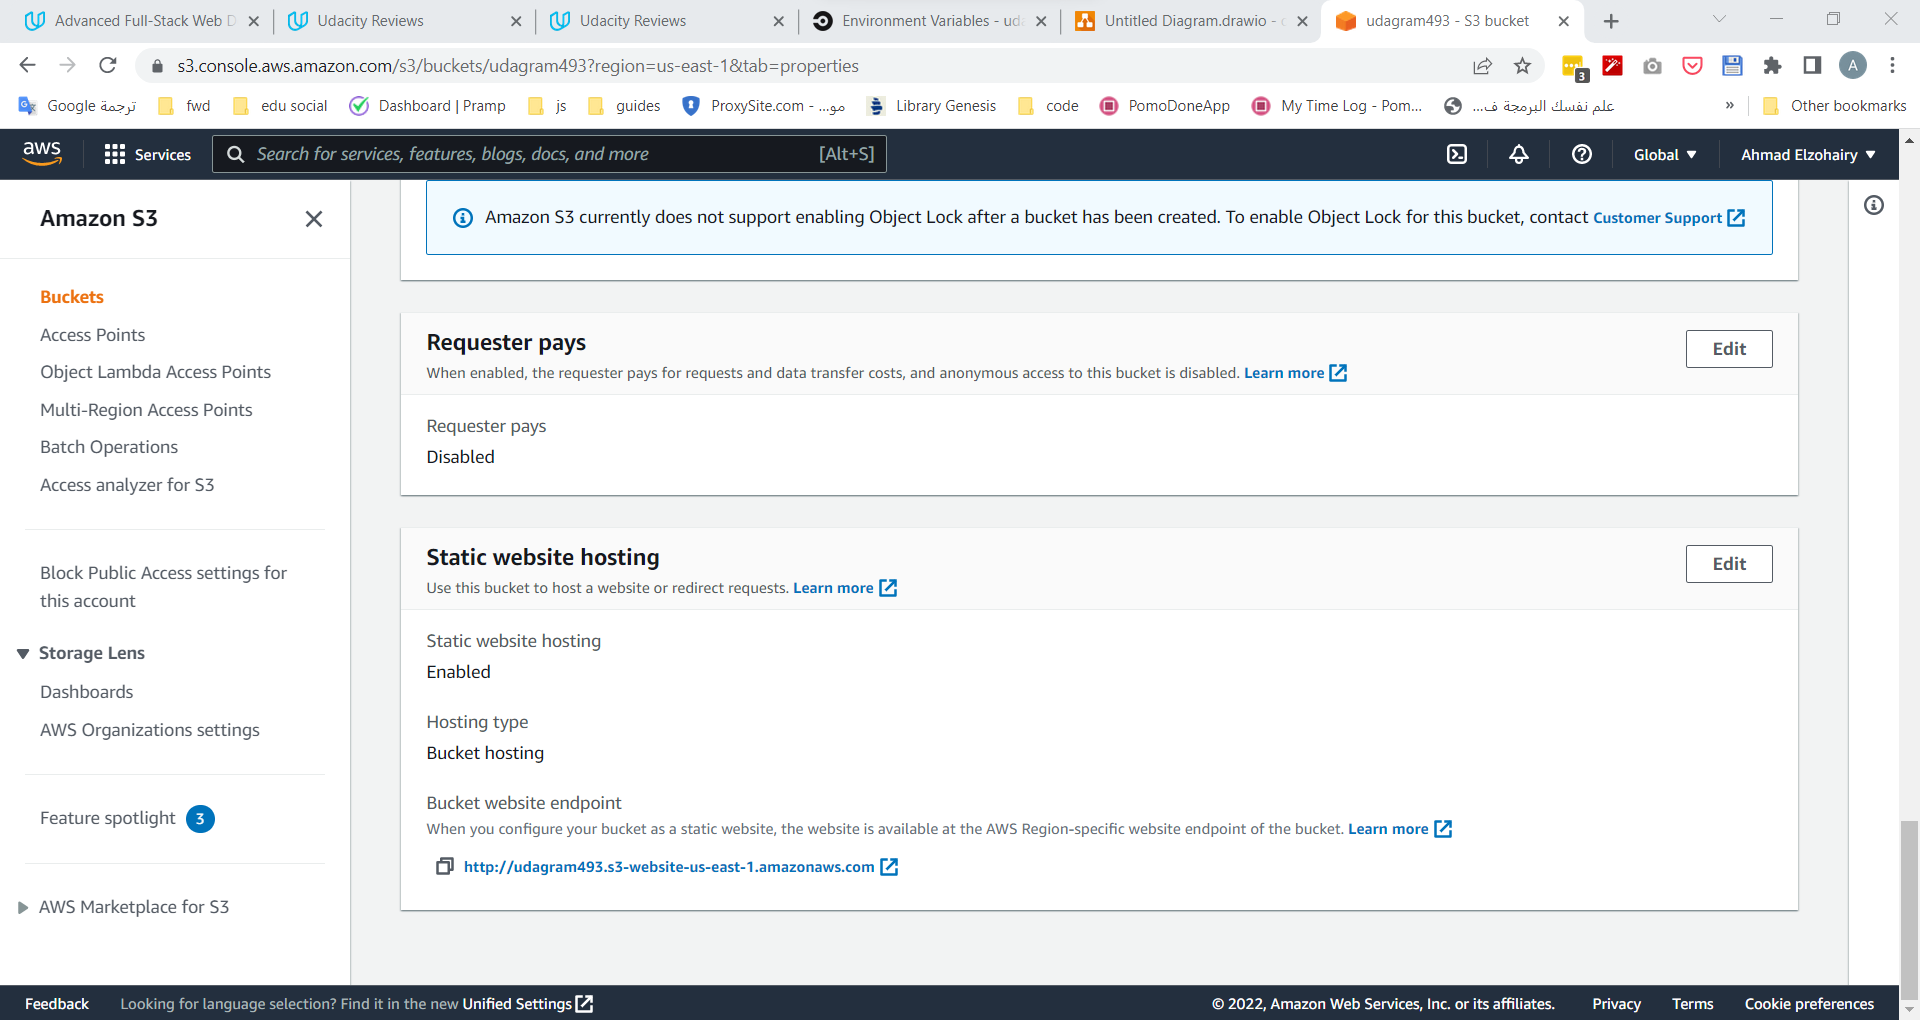 Advanced Full-Stack Web D
Udacity Reviews
Udacity Reviews
Environment Variables - uda
Untitled Diagram.drawio - d
udagram493 - S3 bucket
s3.console.aws.amazon.com/s3/buckets/udagram493?region=us-east-1&tab=properties
3
A
ترجمة Google
fwd
edu social
Dashboard | Pramp
js
guides
ProxySite.com - ...مو
Library Genesis
code
PomoDoneApp
My Time Log - Pom...
علم نفسك البرمجة ف...
»
Other bookmarks
aws
Services
Search for services, features, blogs, docs, and more
[Alt+S]
Global
Ahmad Elzohairy
Amazon S3
Buckets
Access Points
Object Lambda Access Points
Multi-Region Access Points
Batch Operations
Access analyzer for S3
Block Public Access settings for
this account
Storage Lens
Dashboards
AWS Organizations settings
Feature spotlight 3
AWS Marketplace for S3
Amazon S3 currently does not support enabling Object Lock after a bucket has been created. To enable Object Lock for this bucket, contact Customer Support
Requester pays
Edit
When enabled, the requester pays for requests and data transfer costs, and anonymous access to this bucket is disabled. Learn more
Requester pays
Disabled
Static website hosting
Edit
Use this bucket to host a website or redirect requests. Learn more
Static website hosting
Enabled
Hosting type
Bucket hosting
Bucket website endpoint
When you configure your bucket as a static website, the website is available at the AWS Region-specific website endpoint of the bucket. Learn more
http://udagram493.s3-website-us-east-1.amazonaws.com
Feedback
Looking for language selection? Find it in the new Unified Settings
© 2022, Amazon Web Services, Inc. or its affiliates.
Privacy
Terms
Cookie preferences